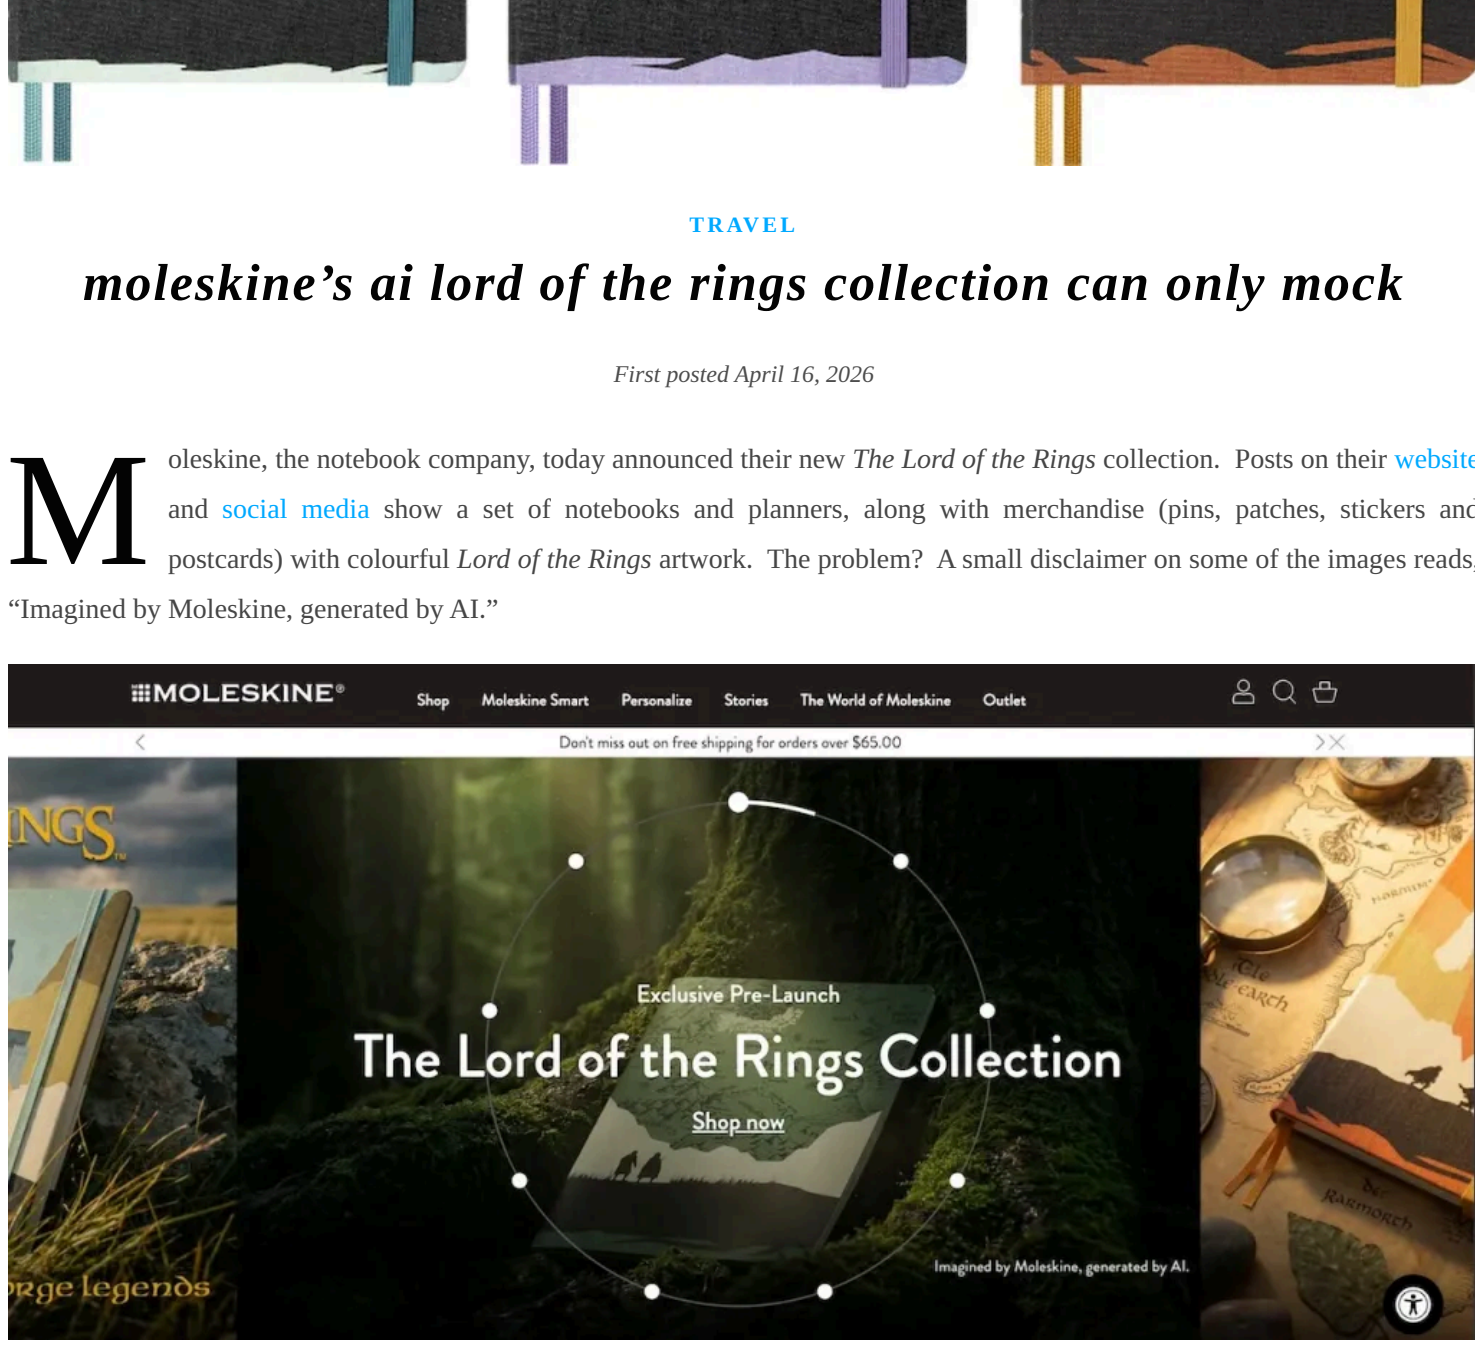 TRAVEL
moleskine’s ai lord of the rings collection can only mock
First posted April 16, 2026
Moleskine, the notebook company, today announced their new The Lord of the Rings collection.  Posts on their website
and social media show a set of notebooks and planners, along with merchandise (pins, patches, stickers and
postcards) with colourful Lord of the Rings artwork.  The problem?  A small disclaimer on some of the images reads,
“Imagined by Moleskine, generated by AI.”
MOLESKINE®
Shop Moleskine Smart Personalize Stories The World of Moleskine Outlet
Don't miss out on free shipping for orders over $65.00
INGS™
Exclusive Pre-Launch
The Lord of the Rings Collection
Shop now
Imagined by Moleskine, generated by AI.
orge legends